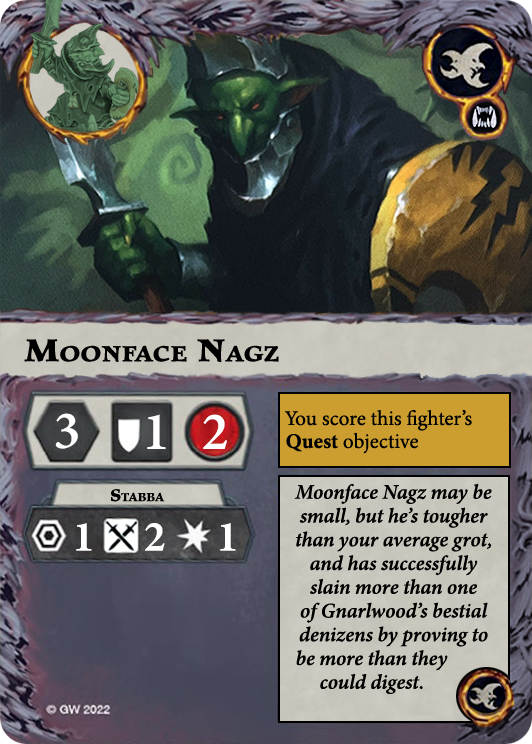 Moonface Nagz
3 1 2
You score this fighter's
Quest objective
Stabba
1 2 1
Moonface Nagz may be
small, but he's tougher
than your average grot,
and has successfully
slain more than one
of Gnarlwood's bestial
denizens by proving to
be more than they
could digest.
© GW 2022